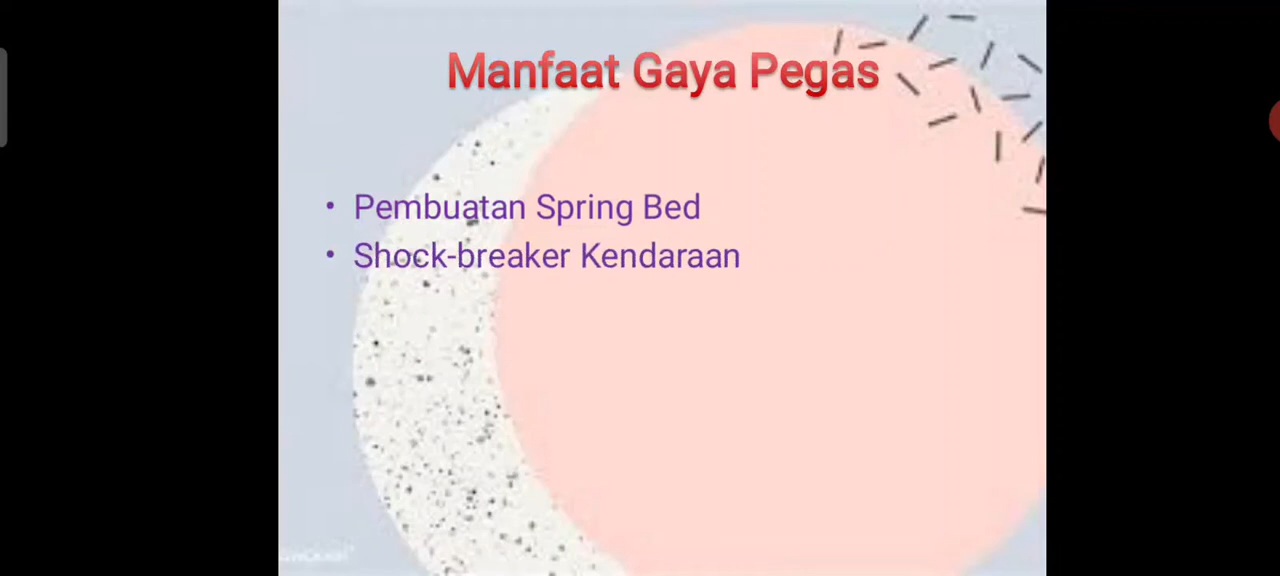 Manfaat Gaya Pegas
• Pembuatan Spring Bed
• Shock-breaker Kendaraan